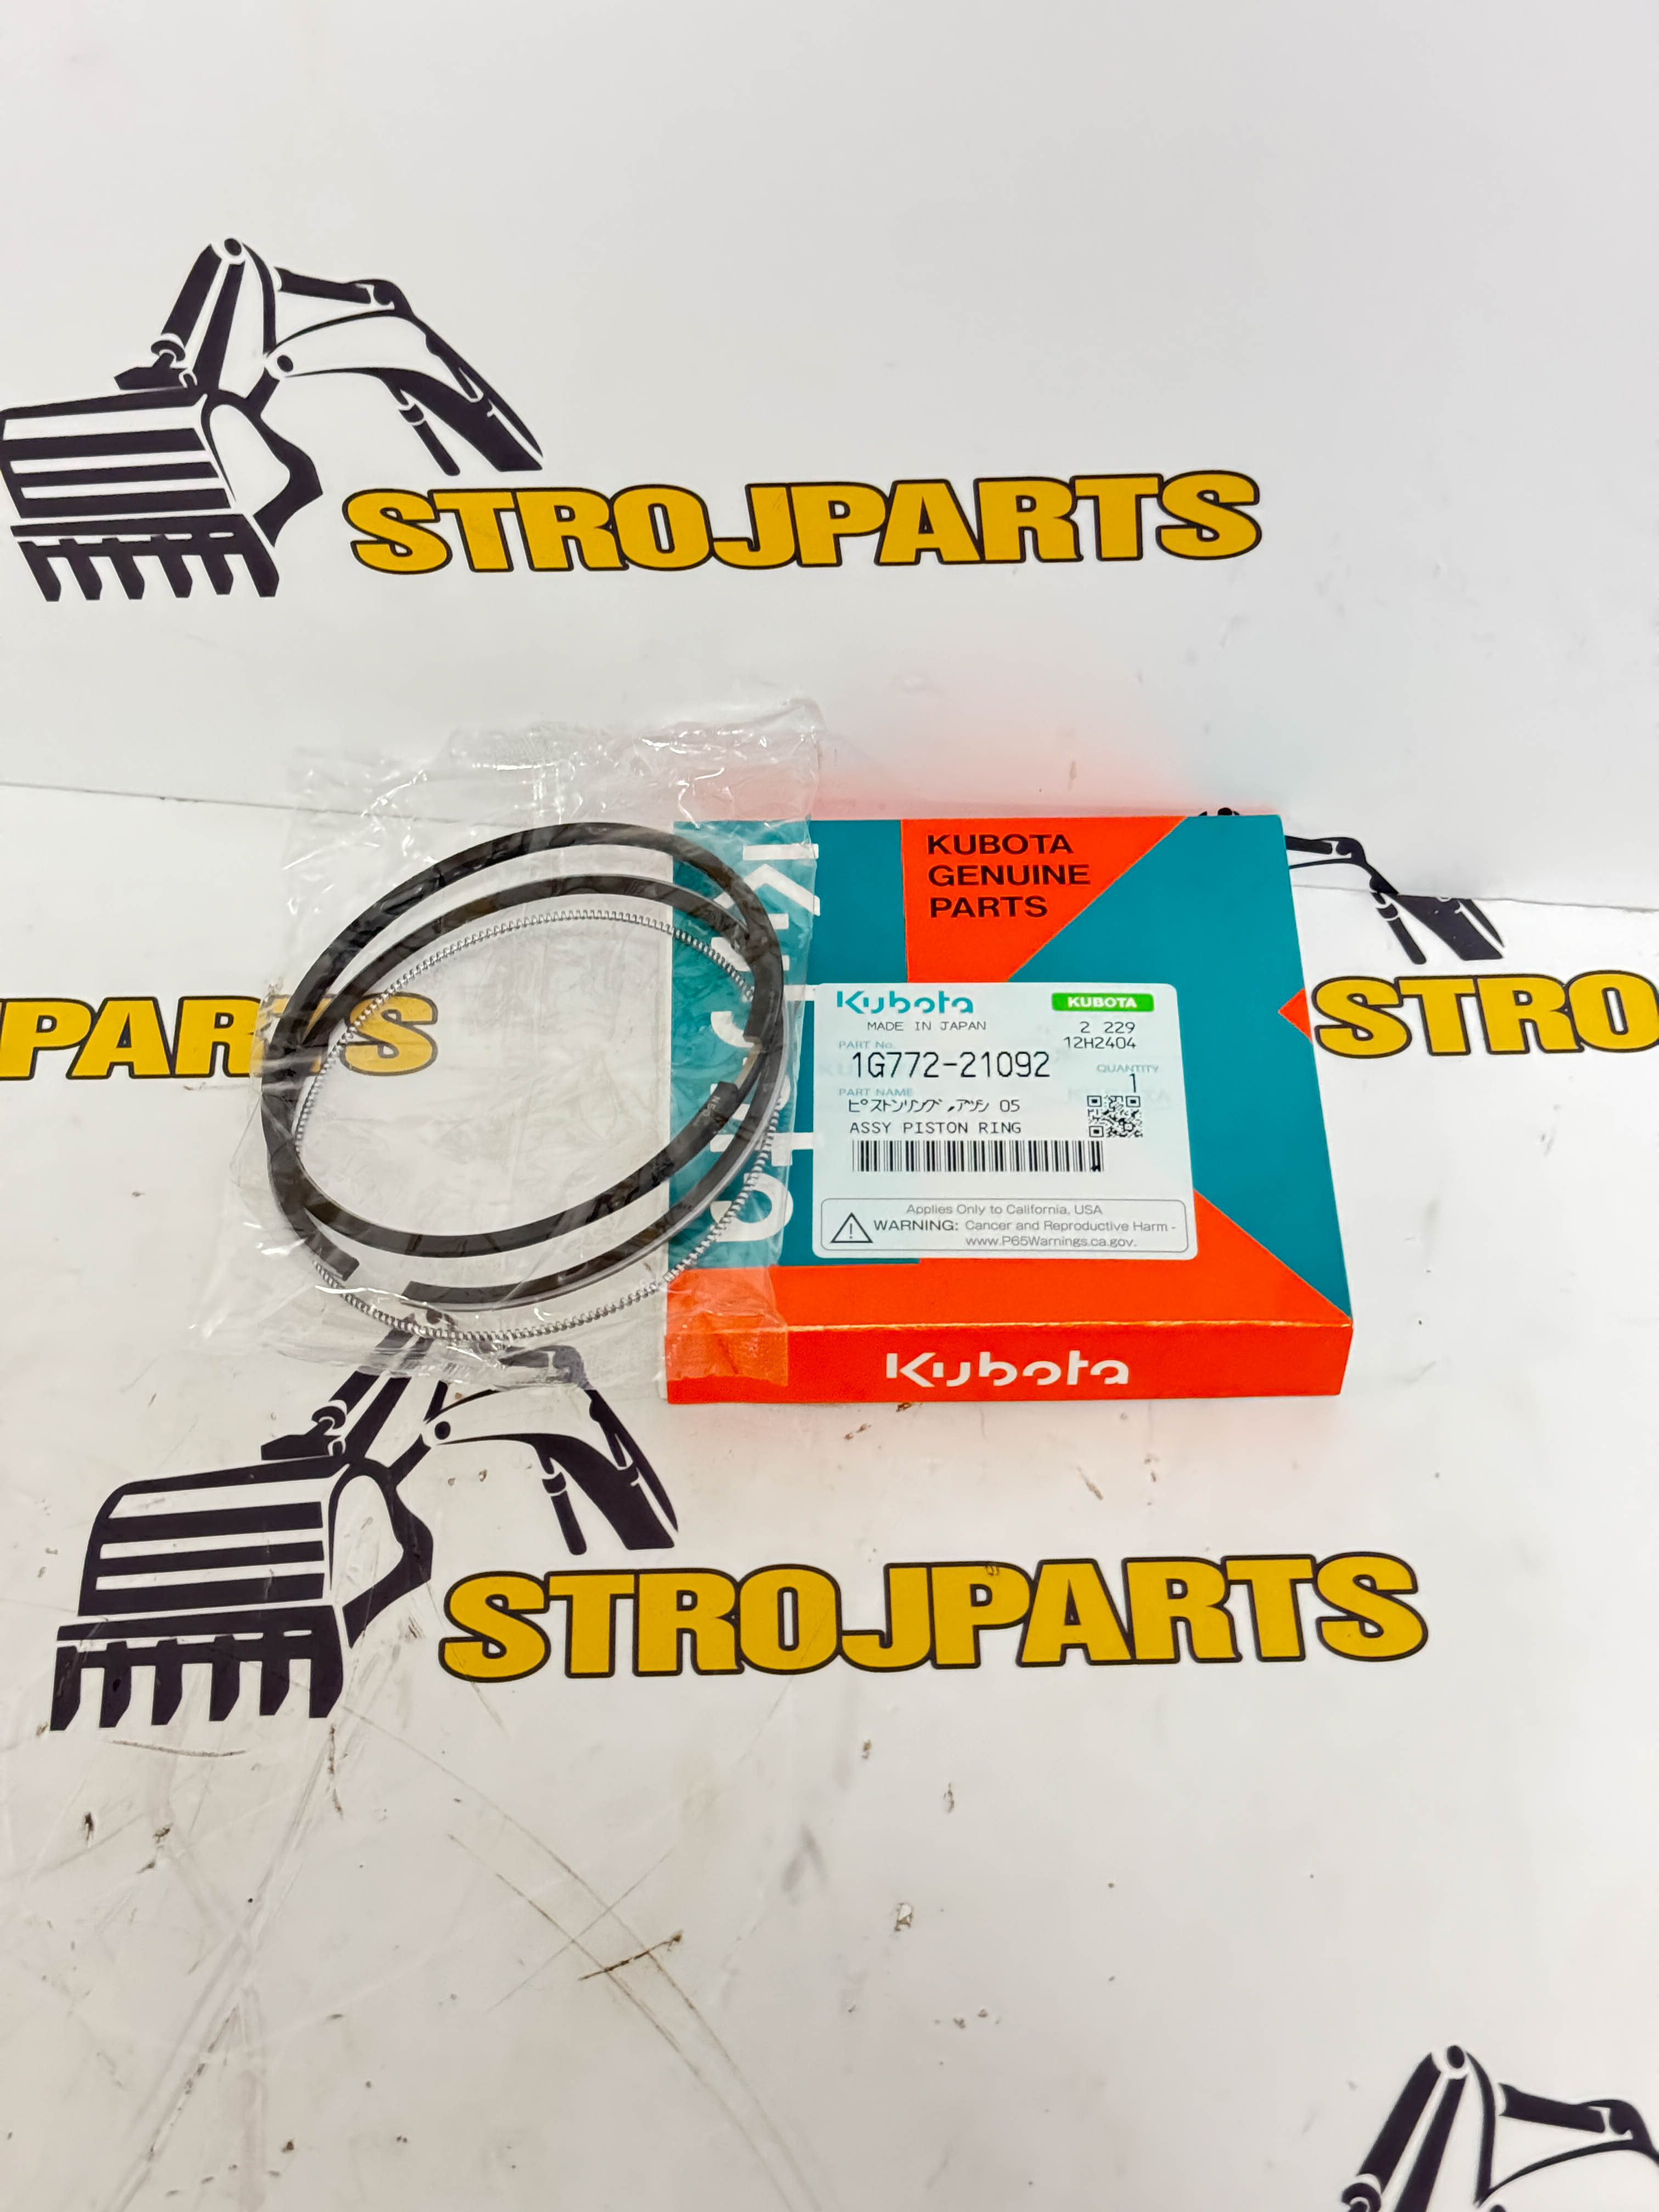 STROJPARTS
PARTS
STRO
Kubota
KUBOTA
GENUINE
PARTS
Kubota KUBOTA
MADE IN JAPAN 2 229
12H2404
PART No.
1G772-21092
QUANTITY
1
PART NAME
ピストンリング,アッシ 05
ASSY PISTON RING
Applies Only to California, USA
WARNING: Cancer and Reproductive Harm -
www.P65Warnings.ca.gov.
Kubota
STROJPARTS